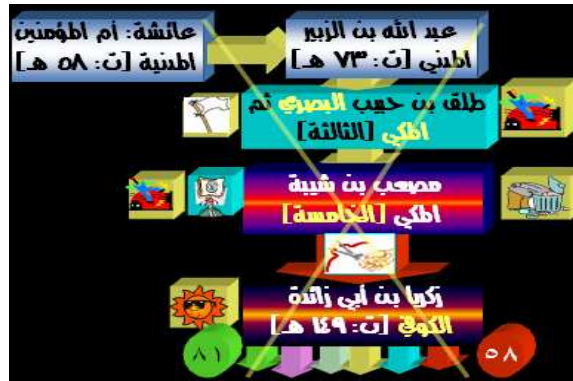 عائشة: أم المؤمنين
المدنية [ت: ٥٨ هـ]
عبد الله بن الزبير
المدني [ت: ٧٣ هـ]
طلق بن حبيب البصري ثم
المكي [الثالثة]
مصعب بن شيبة
المكي [الخامسة]
زكريا بن أبي زائدة
الكوفي [ت: ١٤٩ هـ]
٨١
٥٨